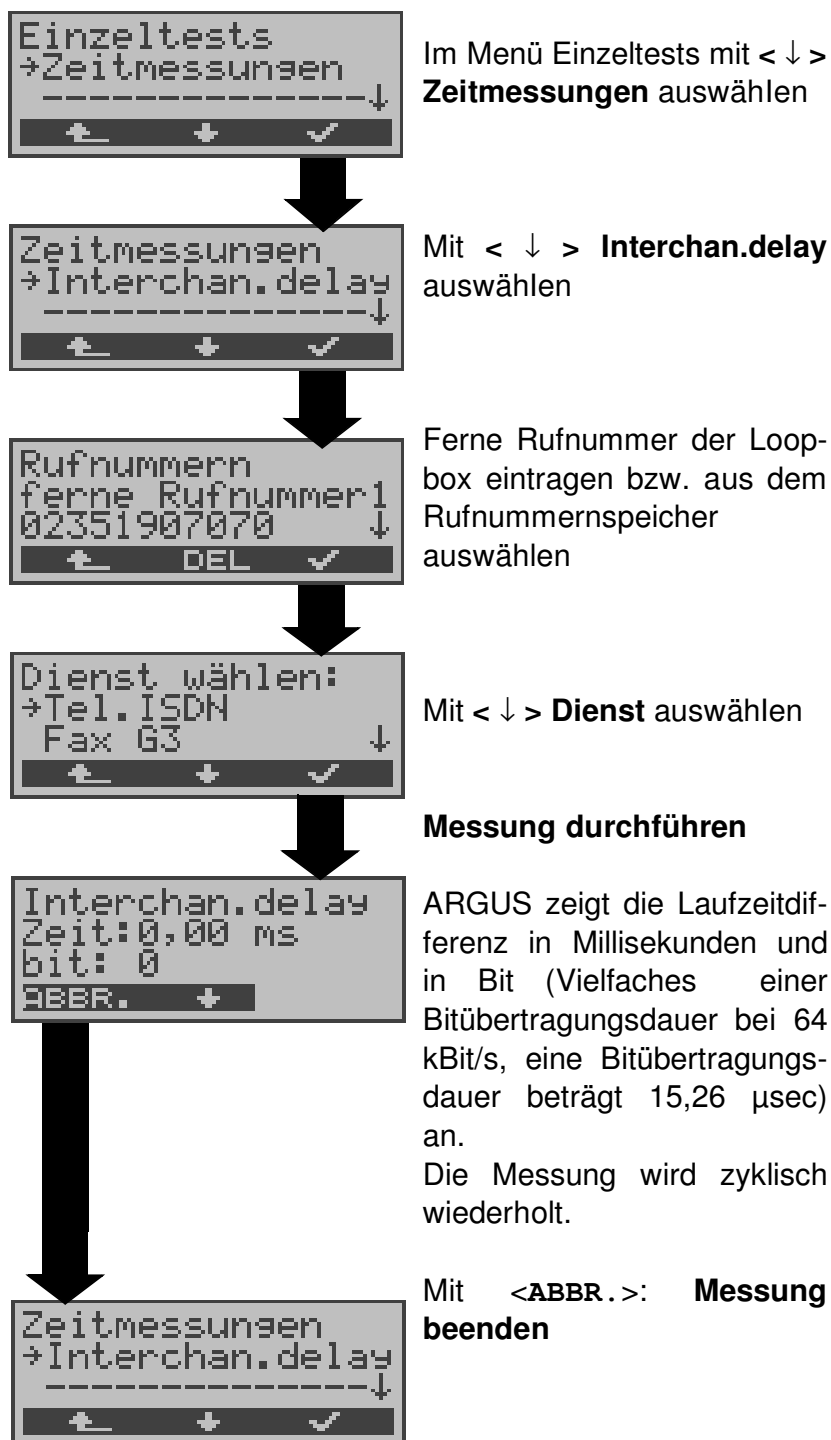 Einzeltests
→Zeitmessungen
---------------↓
Im Menü Einzeltests mit < ↓ >
Zeitmessungen auswählen
Zeitmessungen
→Interchan.delay
---------------↓
Mit < ↓ > Interchan.delay
auswählen
Rufnummern
ferne Rufnummer1
02351907070 ↓
DEL
Ferne Rufnummer der Loop-
box eintragen bzw. aus dem
Rufnummernspeicher
auswählen
Dienst wählen:
→Tel.ISDN
Fax G3 ↓
Mit < ↓ > Dienst auswählen
Messung durchführen
Interchan.delay
Zeit:0,00 ms
bit: 0
ABBR.
ARGUS zeigt die Laufzeitdif-
ferenz in Millisekunden und
in Bit (Vielfaches einer
Bitübertragungsdauer bei 64
kBit/s, eine Bitübertragungs-
dauer beträgt 15,26 µsec)
an.
Die Messung wird zyklisch
wiederholt.
Mit <ABBR.>: Messung
beenden
Zeitmessungen
→Interchan.delay
---------------↓